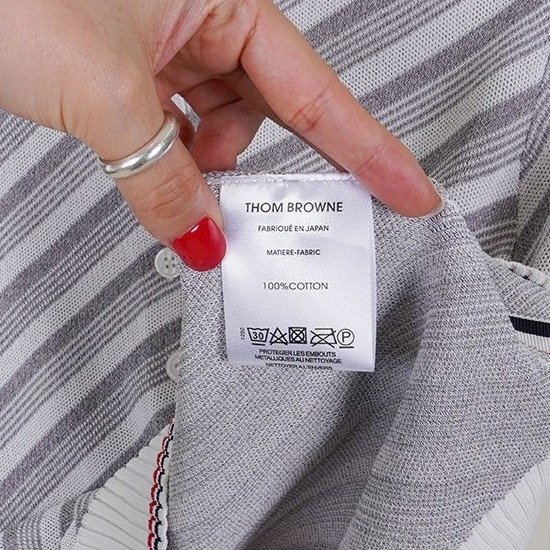 THOM BROWNE
FABRIQUÉ EN JAPAN
MATIERE-FABRIC
100%COTTON
30 P
PROTEGER LES EMBOUTS
METALLIQUES AU NETTOYAGE
NETTOYER A L'ENVERS